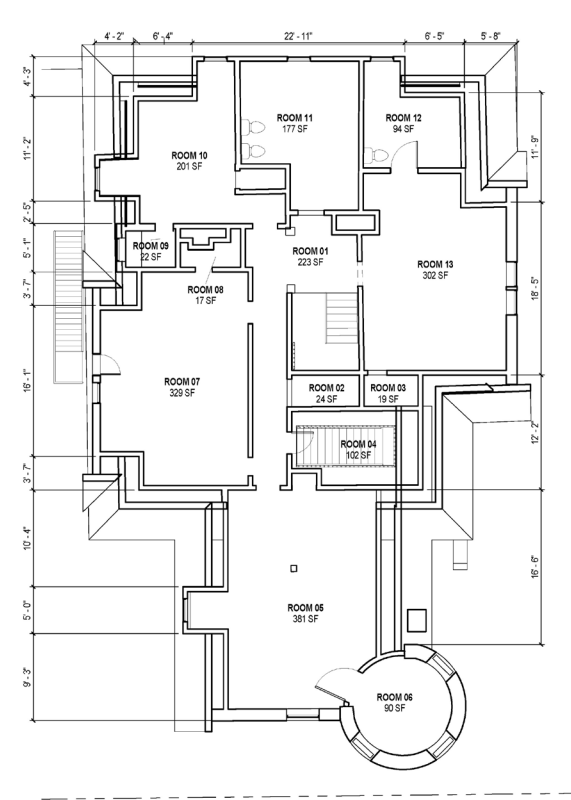 4' - 2"
6' - 4"
22' - 11"
6' - 5"
5' - 8"
4' - 3"
11' - 2"
2' - 5"
5' - 1"
3' - 7"
16' - 1"
3' - 7"
10' - 4"
5' - 0"
9' - 3"
11' - 9"
18' - 5"
12' - 2"
16' - 6"
ROOM 11
177 SF
ROOM 12
94 SF
ROOM 10
201 SF
ROOM 09
22 SF
ROOM 01
223 SF
ROOM 13
302 SF
ROOM 08
17 SF
ROOM 07
329 SF
ROOM 02
24 SF
ROOM 03
19 SF
ROOM 04
102 SF
ROOM 05
381 SF
ROOM 06
90 SF